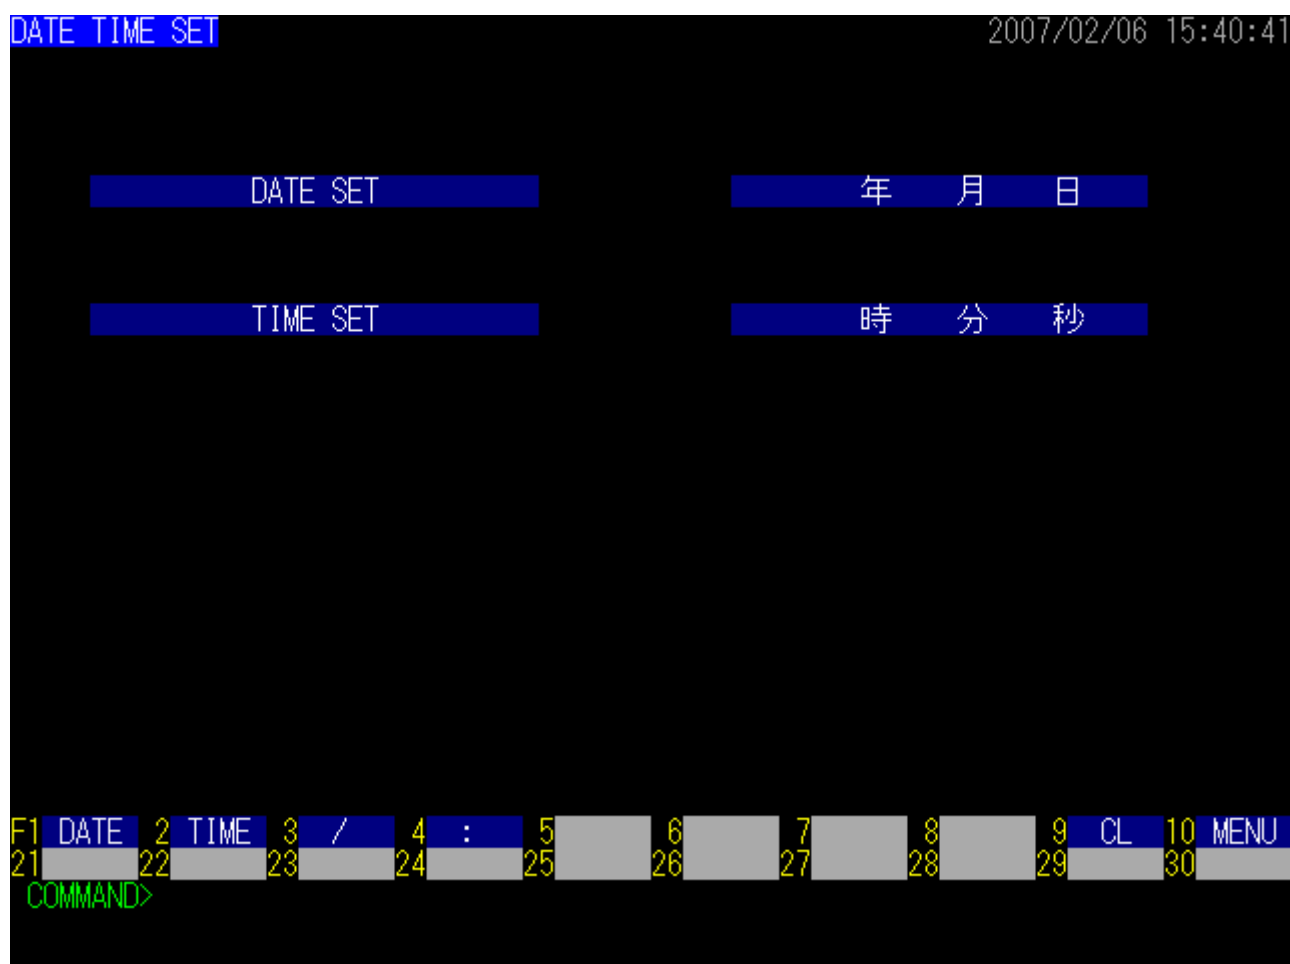 DATE TIME SET 2007/02/06 15:40:41
DATE SET 年 月 日
TIME SET 時 分 秒
F1 DATE 2 TIME 3 / 4 : 5 6 7 8 9 CL 10 MENU
21 22 23 24 25 26 27 28 29 30
COMMAND>